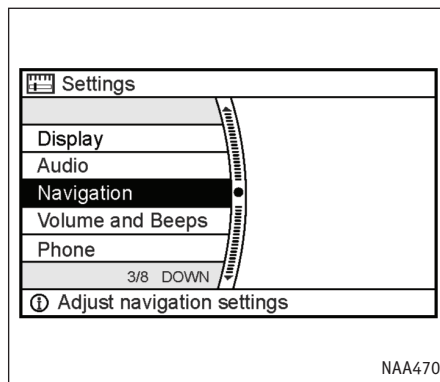 Settings
Display
Audio
Navigation
Volume and Beeps
Phone
3/8 DOWN
Adjust navigation settings
NAA470